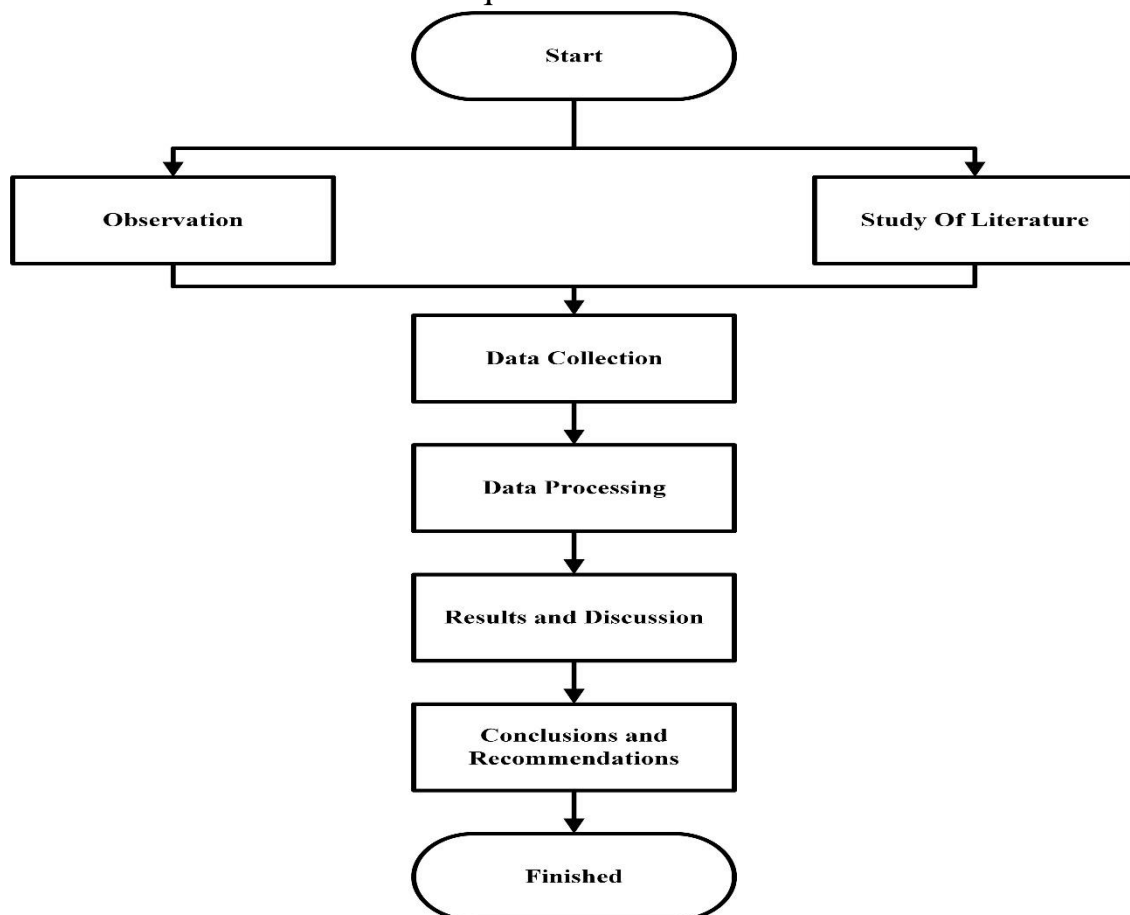 Start
Observation
Study Of Literature
Data Collection
Data Processing
Results and Discussion
Conclusions and
Recommendations
Finished